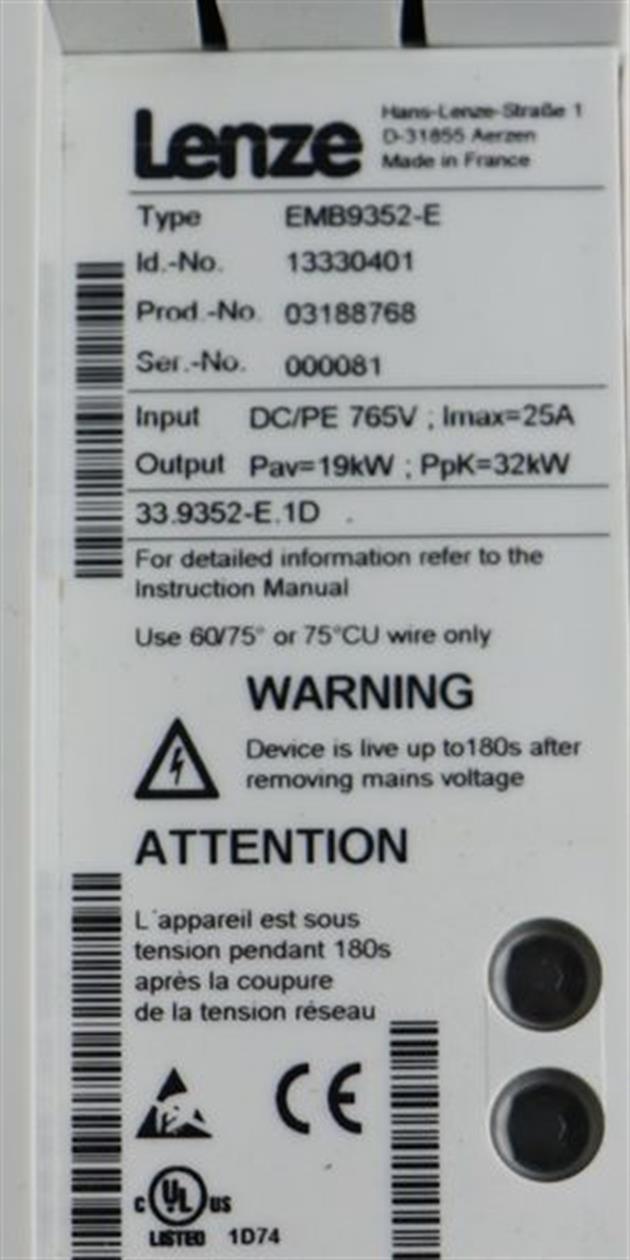 Lenze
Hans-Lenze-Straße 1
D-31855 Aerzen
Made in France
Type EMB9352-E
Id.-No. 13330401
Prod.-No. 03188768
Ser.-No. 000081
Input DC/PE 765V ; Imax=25A
Output Pav=19kW ; PpK=32kW
33.9352-E.1D .
For detailed information refer to the
Instruction Manual
Use 60/75° or 75°CU wire only
WARNING
Device is live up to180s after
removing mains voltage
ATTENTION
L´appareil est sous
tension pendant 180s
après la coupure
de la tension réseau
CE
c UL us
LISTED 1D74